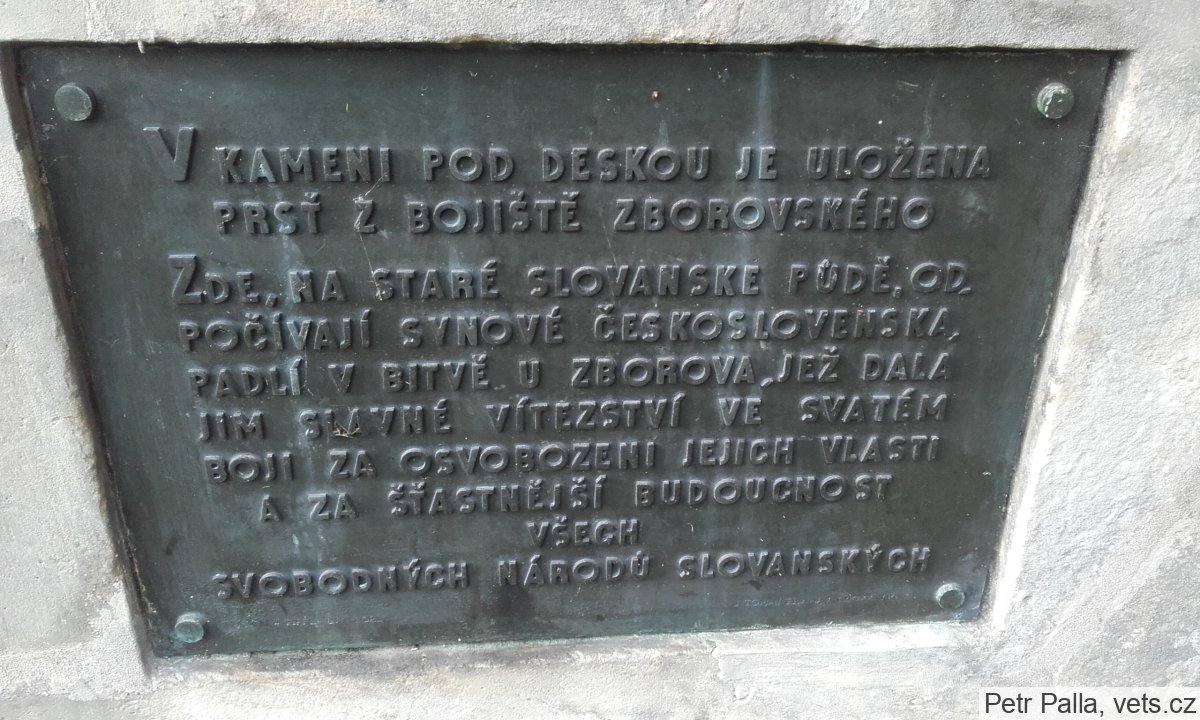 V KAMENI POD DESKOU JE ULOŽENA
PRSŤ Z BOJIŠTĚ ZBOROVSKÉHO
ZDE, NA STARÉ SLOVANSKE PŮDĚ, OD-
POČÍVAJÍ SYNOVÉ ČESKOSLOVENSKA,
PADLÍ V BITVĚ U ZBOROVA, JEŽ DALA
JIM SLAVNÉ VÍTEZSTVÍ VE SVATÉM
BOJI ZA OSVOBOZENI JEJICH VLASTI
A ZA ŠŤASTNĚJŠÍ BUDOUCNOST
VŠECH
SVOBODNÝCH NÁRODŮ SLOVANSKÝCH
Petr Palla, vets.cz